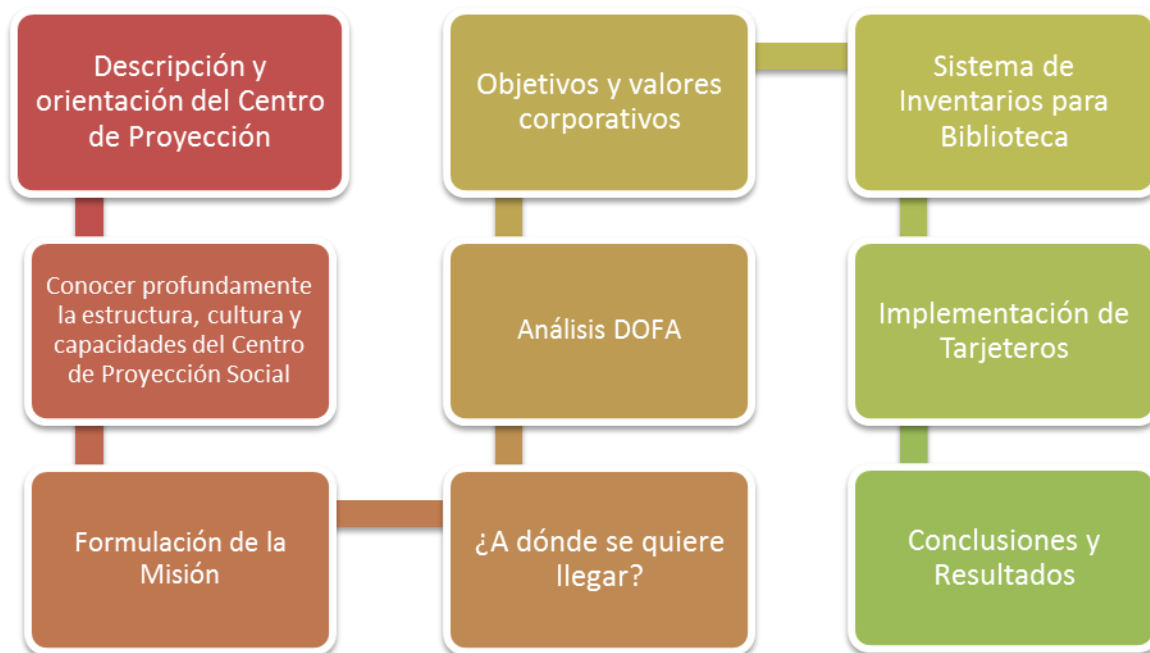 Descripción y
orientación del Centro
de Proyección
Conocer profundamente
la estructura, cultura y
capacidades del Centro
de Proyección Social
Formulación de la
Misión
¿A dónde se quiere
llegar?
Análisis DOFA
Objetivos y valores
corporativos
Sistema de
Inventarios para
Biblioteca
Implementación de
Tarjeteros
Conclusiones y
Resultados